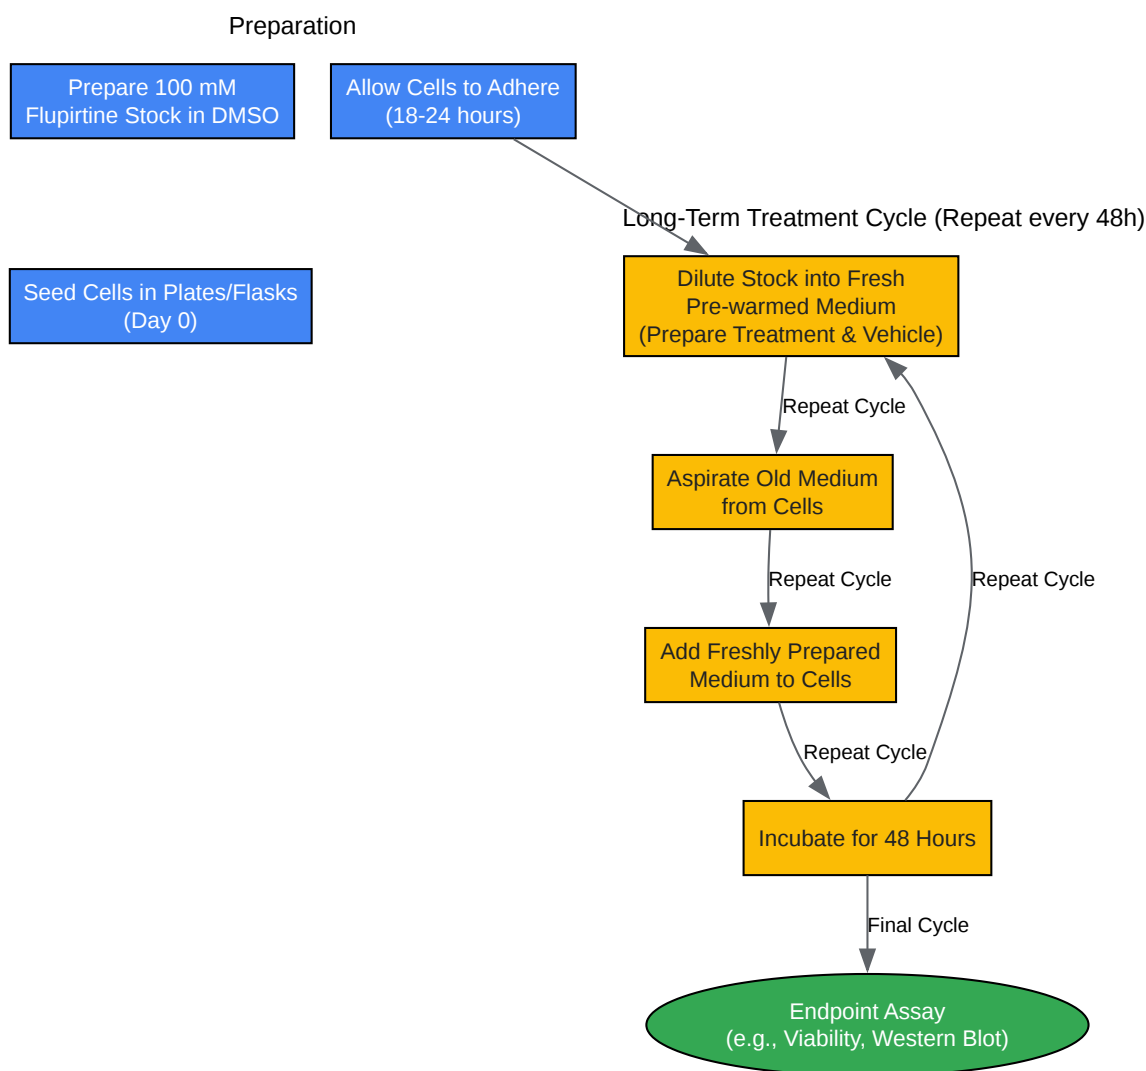 Preparation
Prepare 100 mM
Flupirtine Stock in DMSO
Allow Cells to Adhere
(18-24 hours)
Long-Term Treatment Cycle (Repeat every 48h)
Seed Cells in Plates/Flasks
(Day 0)
Dilute Stock into Fresh
Pre-warmed Medium
(Prepare Treatment & Vehicle)
Repeat Cycle
Aspirate Old Medium
from Cells
Repeat Cycle
Repeat Cycle
Add Freshly Prepared
Medium to Cells
Repeat Cycle
Incubate for 48 Hours
Final Cycle
Endpoint Assay
(e.g., Viability, Western Blot)